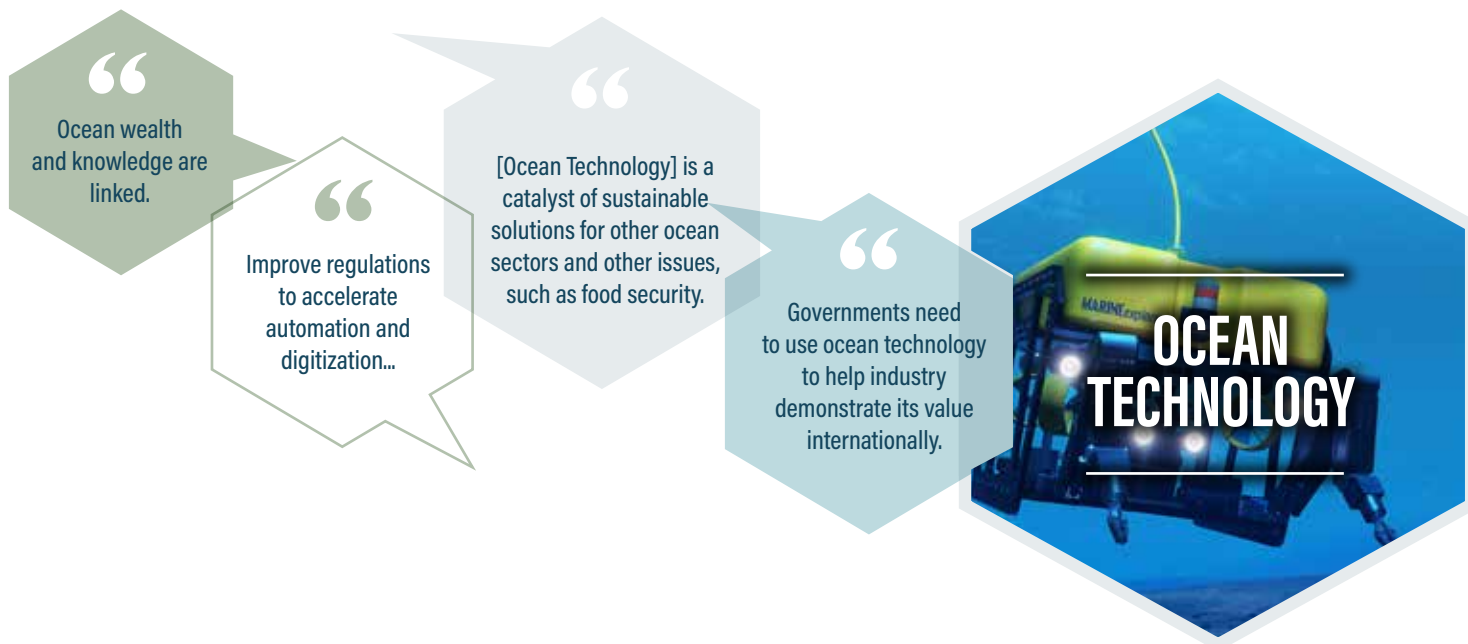 “
Ocean wealth
and knowledge are
linked.
“
Improve regulations
to accelerate
automation and
digitization...
“
[Ocean Technology] is a
catalyst of sustainable
solutions for other ocean
sectors and other issues,
such as food security.
“
Governments need
to use ocean technology
to help industry
demonstrate its value
internationally.
MARINE
OCEAN
TECHNOLOGY